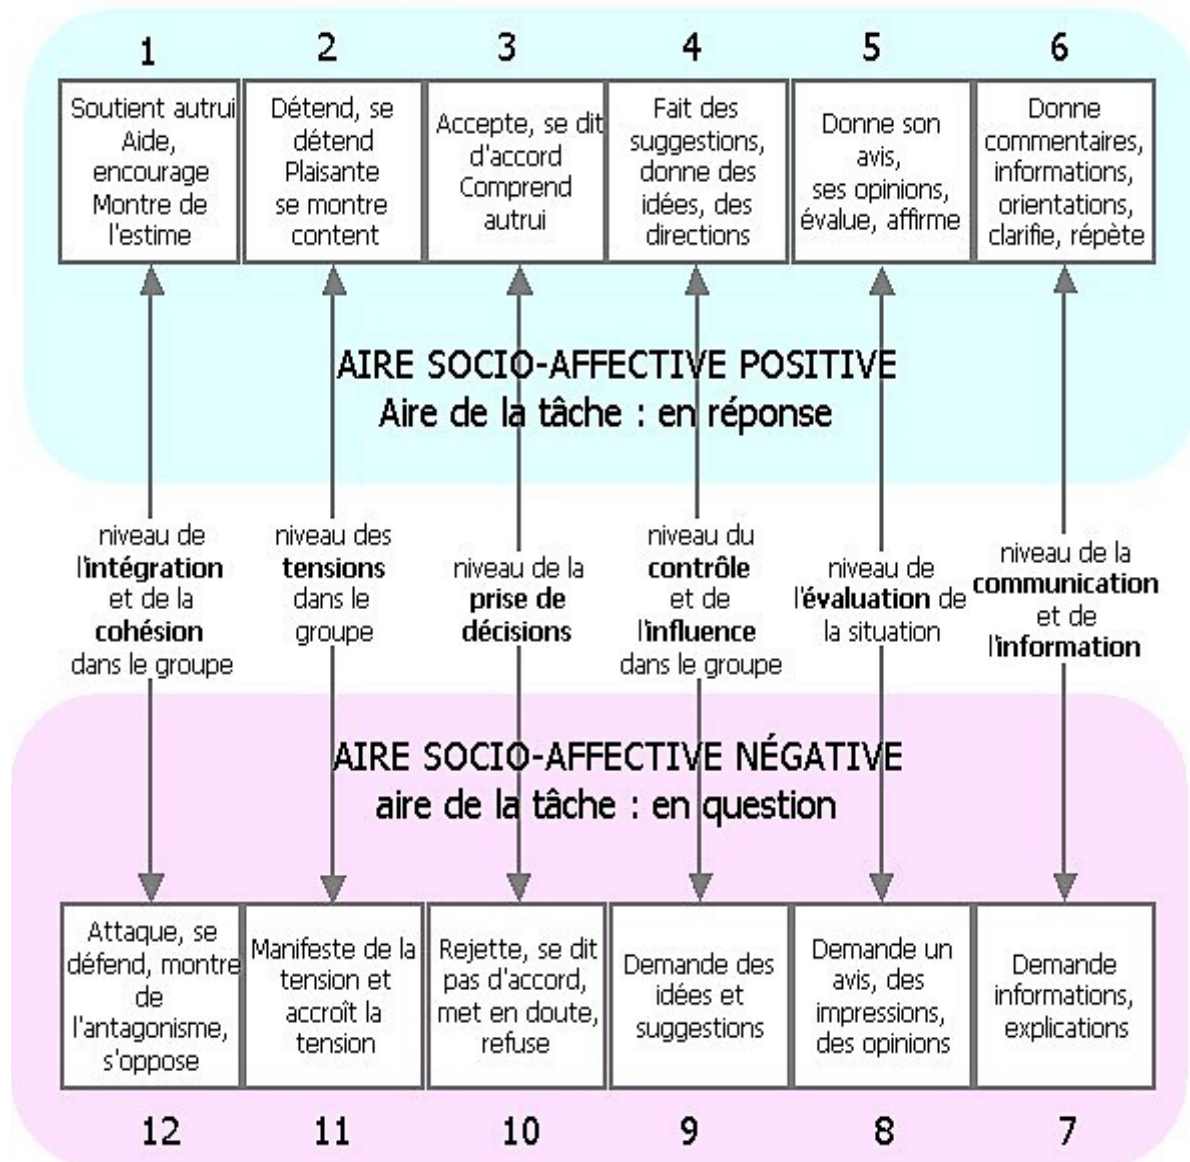 1
2
3
4
5
6
Soutient autrui
Aide,
encourage
Montre de
l'estime
Détend, se
détend
Plaisante
se montre
content
Accepte, se dit
d'accord
Comprend
autrui
Fait des
suggestions,
donne des
idées, des
directions
Donne son
avis,
ses opinions,
évalue, affirme
Donne
commentaires,
informations,
orientations,
clarifie, répète
AIRE SOCIO-AFFECTIVE POSITIVE
Aire de la tâche : en réponse
niveau de
l'intégration
et de la
cohésion
dans le groupe
niveau des
tensions
dans le
groupe
niveau de la
prise de
décisions
niveau du
contrôle
et de
l'influence
dans le groupe
niveau de
l'évaluation de
la situation
niveau de la
communication
et de
l'information
AIRE SOCIO-AFFECTIVE NÉGATIVE
aire de la tâche : en question
Attaque, se
défend, montre
de
l'antagonisme,
s'oppose
Manifeste de la
tension et
accroît la
tension
Rejette, se dit
pas d'accord,
met en doute,
refuse
Demande des
idées et
suggestions
Demande un
avis, des
impressions,
des opinions
Demande
informations,
explications
12
11
10
9
8
7